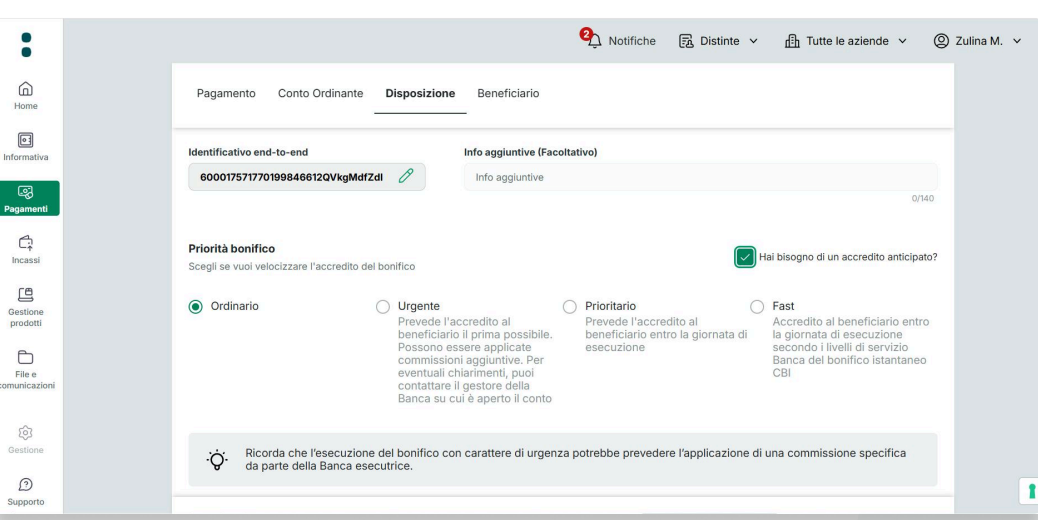 2 Notifiche Distinte Tutte le aziende Zulina M.
Home
Informativa
Pagamenti
Incassi
Gestione
prodotti
File e
comunicazioni
Gestione
Supporto
Pagamento Conto Ordinante Disposizione Beneficiario
Identificativo end-to-end Info aggiuntive (Facoltativo)
600017571770199846612QVkgMdfZdI Info aggiuntive
0/140
Priorità bonifico
Scegli se vuoi velocizzare l'accredito del bonifico
Hai bisogno di un accredito anticipato?
Ordinario
Urgente
Prevede l'accredito al
beneficiario il prima possibile.
Possono essere applicate
commissioni aggiuntive. Per
eventuali chiarimenti, puoi
contattare il gestore della
Banca su cui è aperto il conto
Prioritario
Prevede l'accredito al
beneficiario entro la giornata di
esecuzione
Fast
Accredito al beneficiario entro
la giornata di esecuzione
secondo i livelli di servizio
Banca del bonifico istantaneo
CBI
Ricorda che l'esecuzione del bonifico con carattere di urgenza potrebbe prevedere l'applicazione di una commissione specifica
da parte della Banca esecutrice.